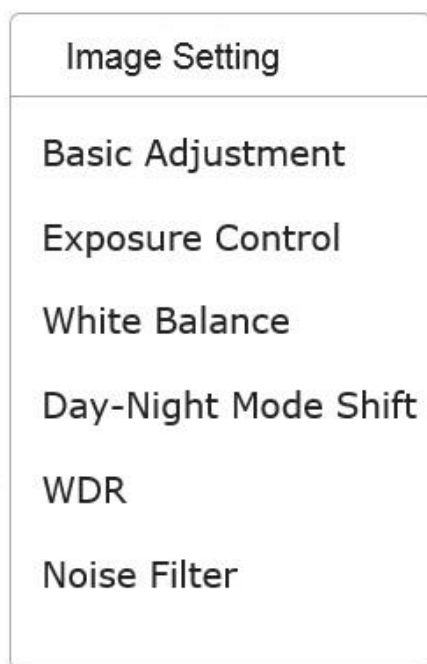 Image Setting
Basic Adjustment
Exposure Control
White Balance
Day-Night Mode Shift
WDR
Noise Filter